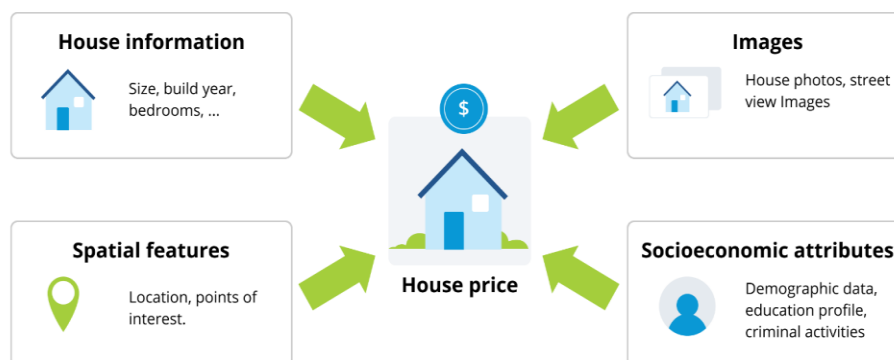 House information
Size, build year,
bedrooms, ...
Images
House photos, street
view Images
$
House price
Spatial features
Location, points of
interest.
Socioeconomic attributes
Demographic data,
education profile,
criminal activities